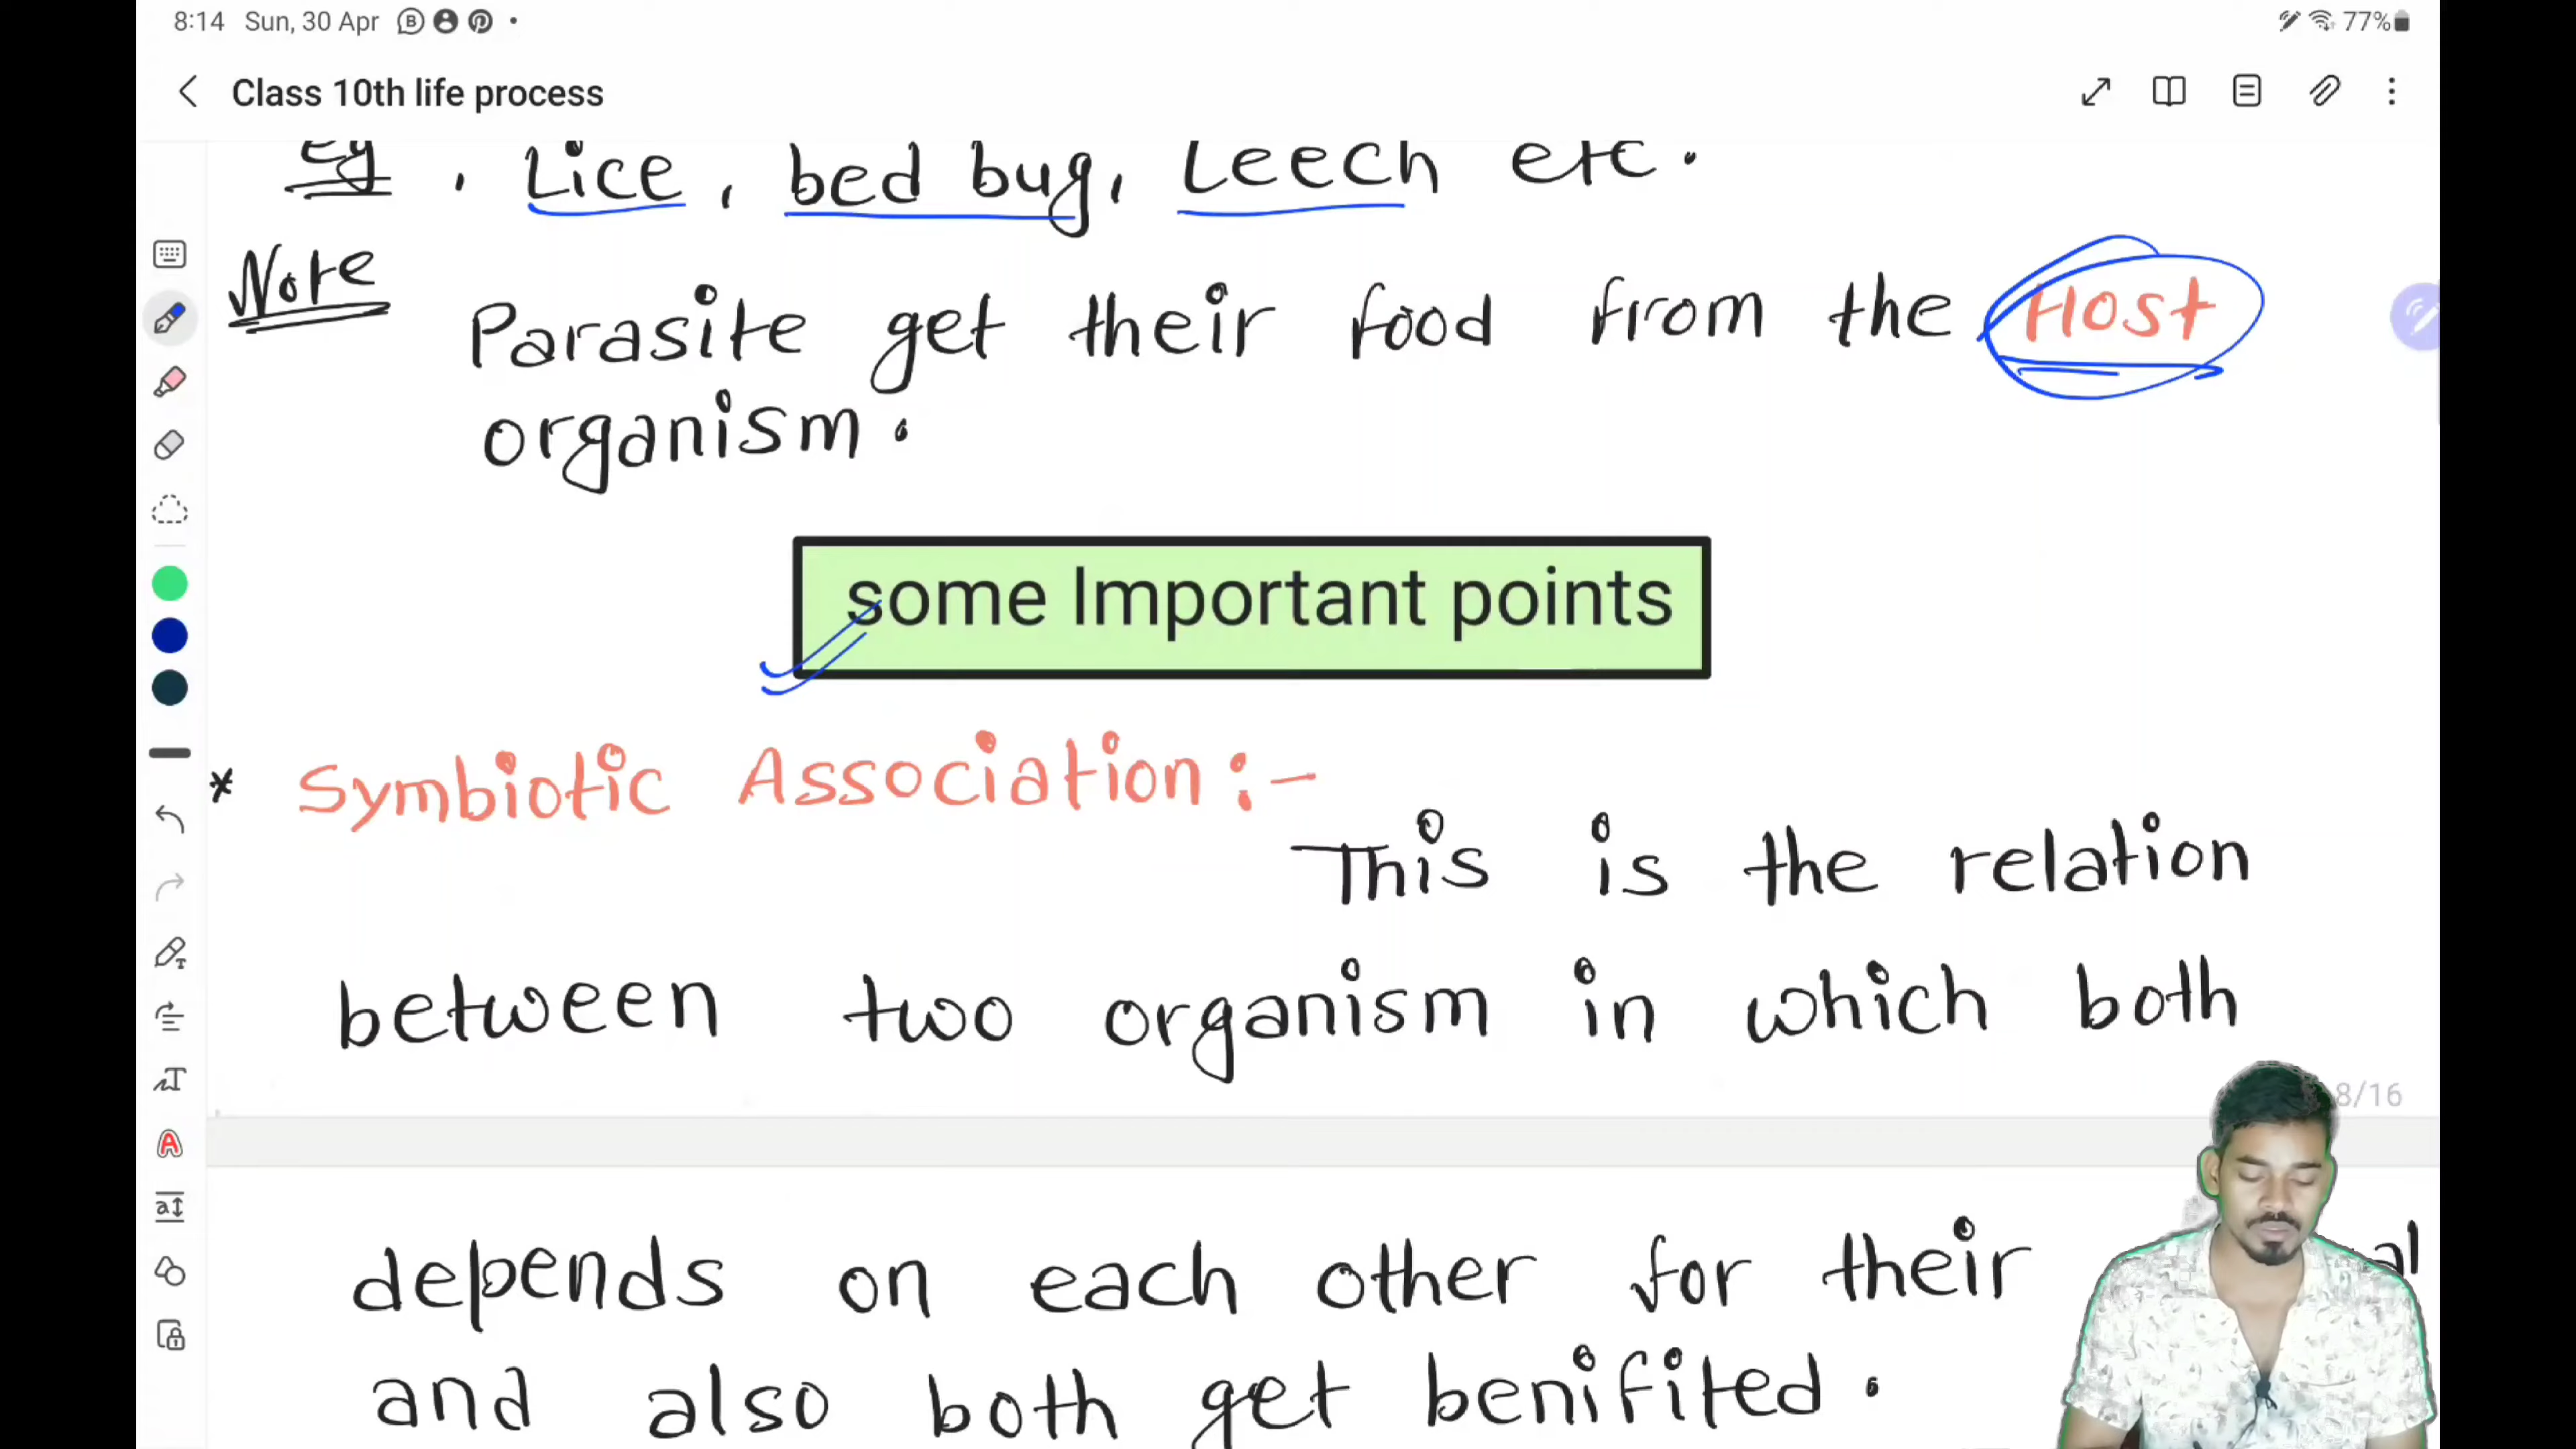 8:14 Sun, 30 Apr
77%
Class 10th life process
Eg , Lice , bed bug, Leech etc .
Note
Parasite get their food from the Host
organism .
some Important points
* Symbiotic Association :-
This is the relation
between two organism in which both
8/16
depends on each other for their
and also both get benifited .